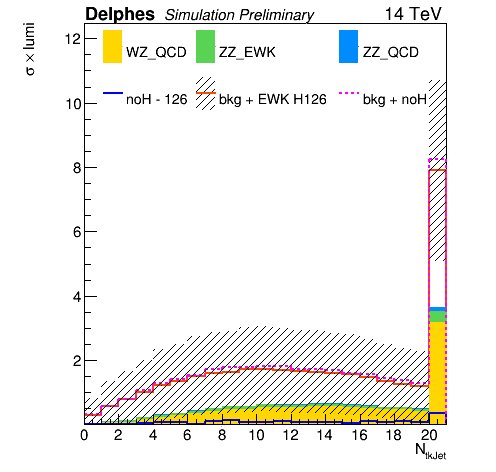 Delphes Simulation Preliminary 14 TeV
σ × lumi
WZ_QCD ZZ_EWK ZZ_QCD
noH - 126 bkg + EWK H126 bkg + noH
12
10
8
6
4
2
0 2 4 6 8 10 12 14 16 18 20
N_tkJet